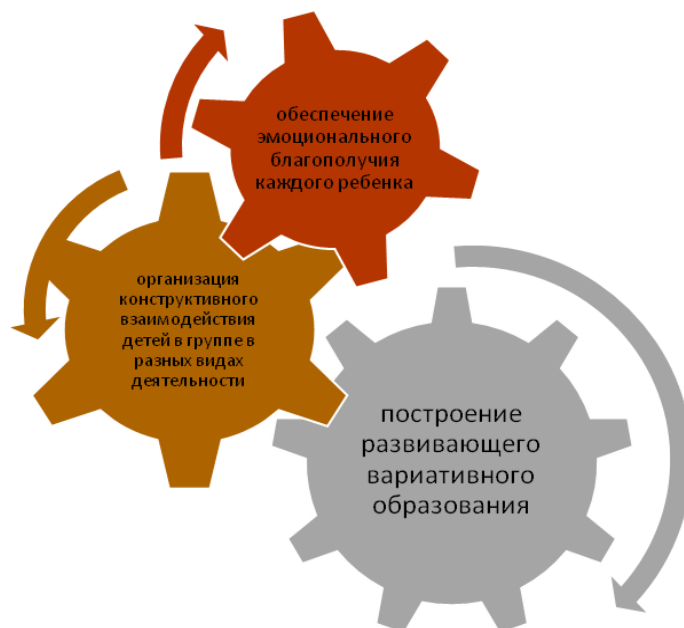 обеспечение
эмоционального
благополучия
каждого ребенка
организация
конструктивного
взаимодействия
детей в группе в
разных видах
деятельности
построение
развивающего
вариативного
образования